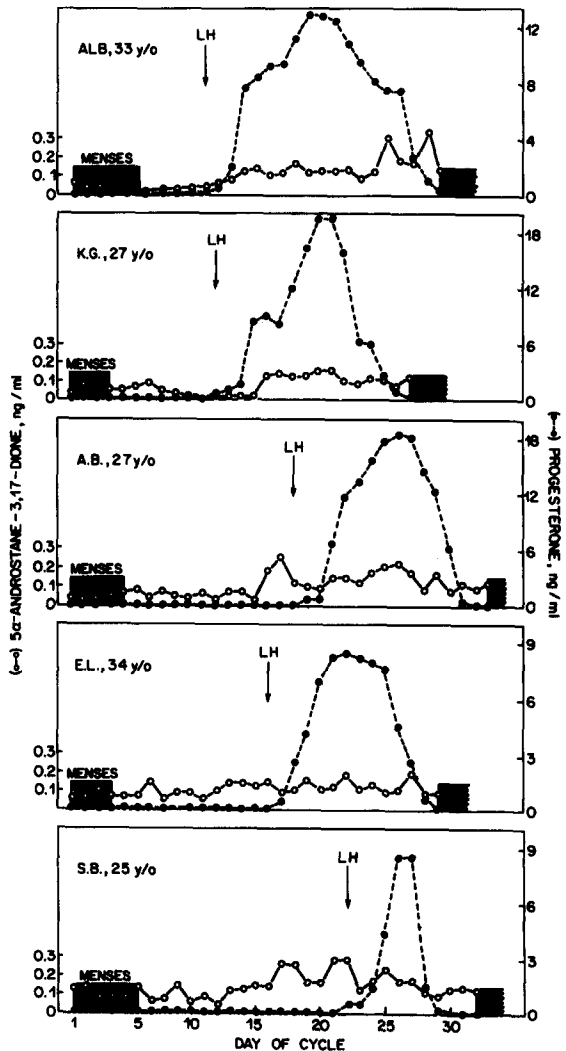 ALB, 33 y/o
LH
MENSES
0.3
0.2
0.1
0
12
8
4
0
K.G., 27 y/o
LH
MENSES
0.3
0.2
0.1
0
18
12
6
0
A.B., 27 y/o
LH
MENSES
0.3
0.2
0.1
0
18
12
6
0
E.L., 34 y/o
LH
MENSES
0.3
0.2
0.1
0
9
6
3
0
S.B., 25 y/o
LH
MENSES
0.3
0.2
0.1
0
9
6
3
0
1 5 10 15 20 25 30
DAY OF CYCLE
(o-o) 5α-ANDROSTANE-3,17-DIONE, ng/ml
(•-•) PROGESTERONE, ng/ml